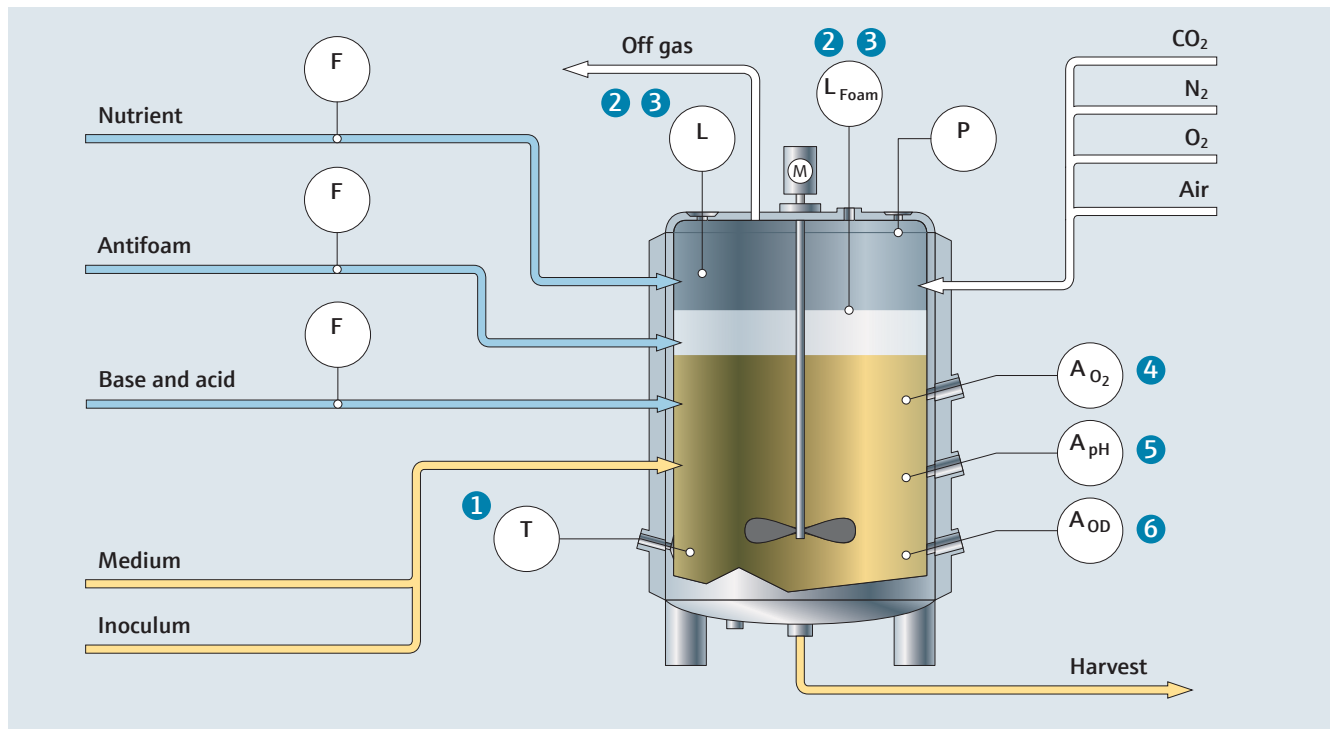 Off gas
2 3
CO₂
F
L Foam
2 3
N₂
Nutrient
L
P
O₂
M
F
Air
Antifoam
F
A O₂
4
Base and acid
A pH
5
1
T
A OD
6
Medium
Inoculum
Harvest